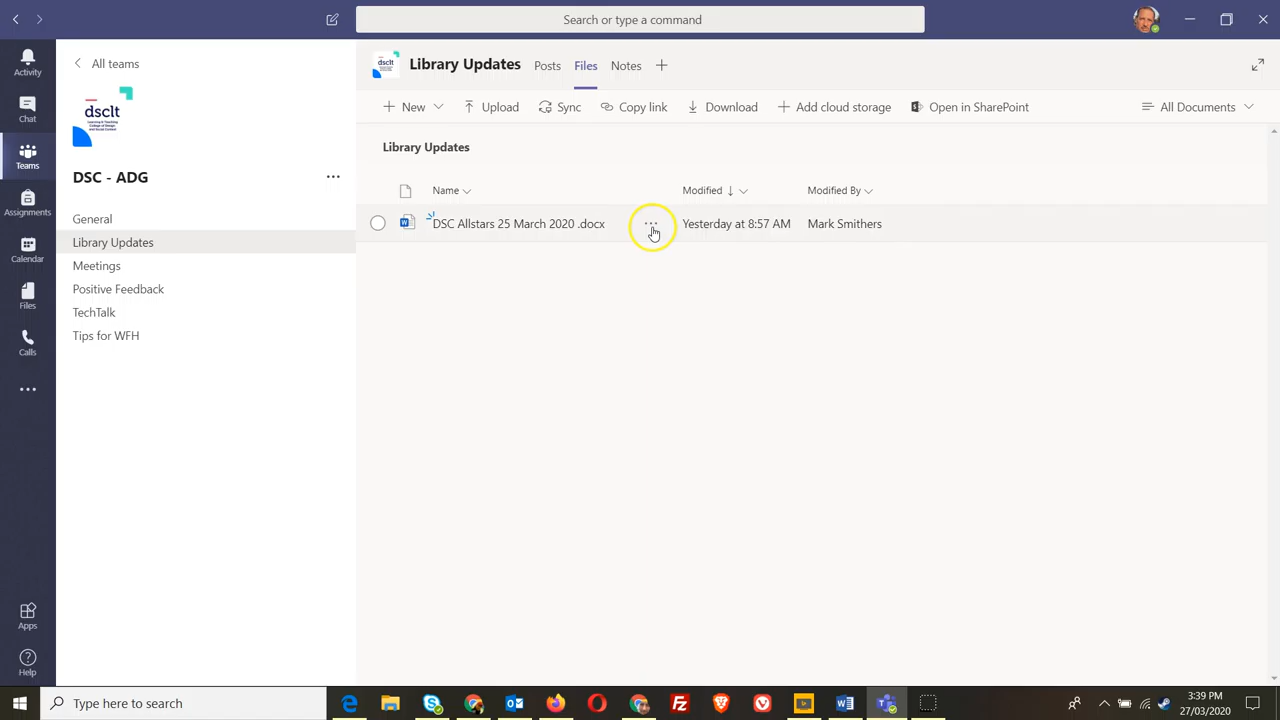 Search or type a command
Activity
Chat
Teams
Assignments
Calendar
Files
Calls
Apps
Help
All teams
dsclt
DSC - ADG
General
Library Updates
Meetings
Positive Feedback
TechTalk
Tips for WFH
dsclt
Library Updates Posts Files Notes
New Upload Sync Copy link Download Add cloud storage Open in SharePoint All Documents
Library Updates
Name Modified Modified By
DSC Allstars 25 March 2020 .docx Yesterday at 8:57 AM Mark Smithers
Type here to search
3:39 PM
27/03/2020